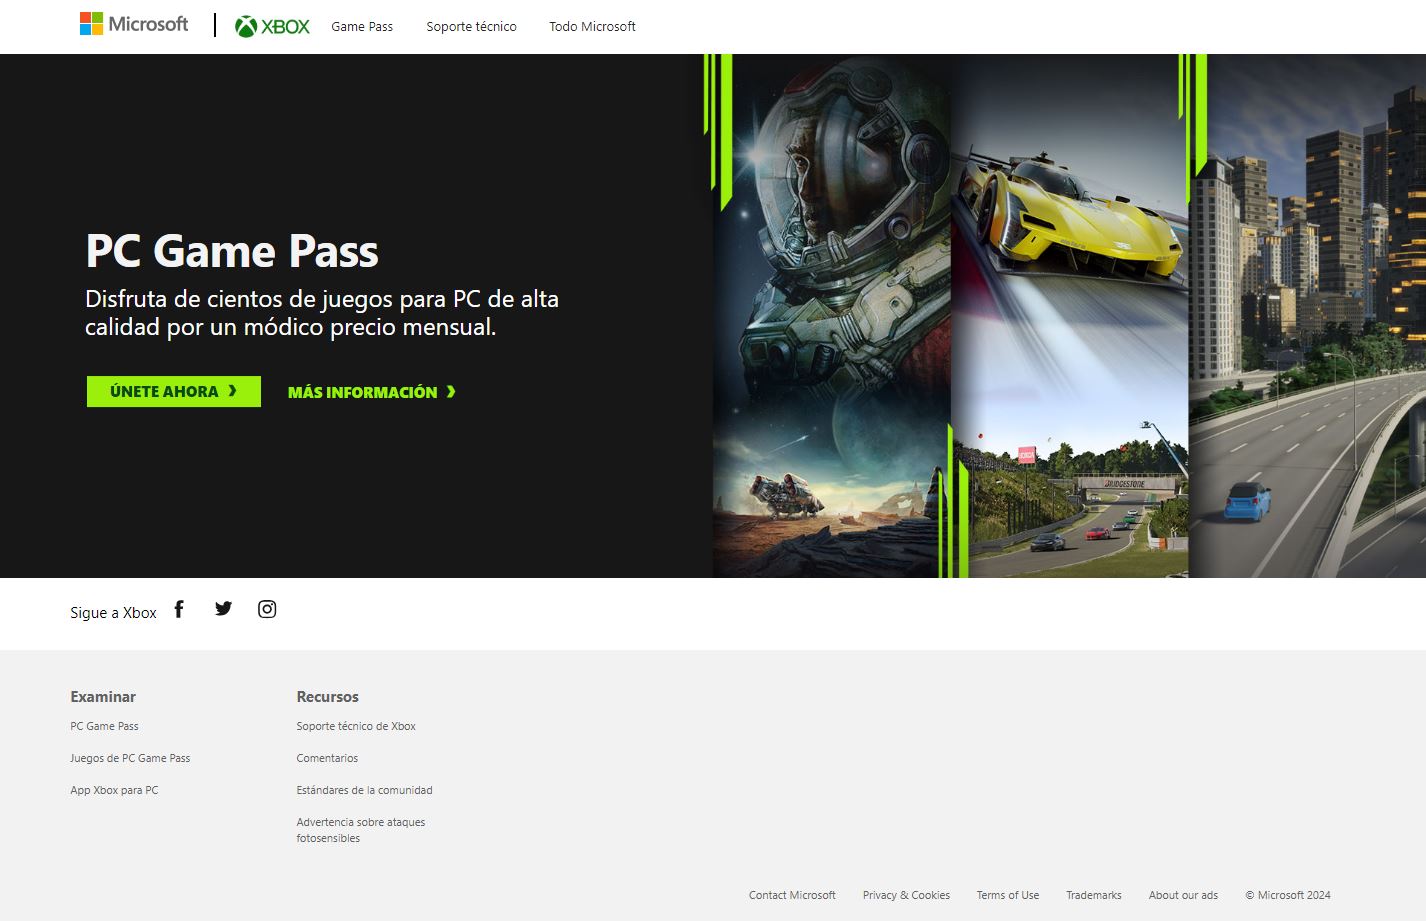 Microsoft
XBOX
Game Pass
Soporte técnico
Todo Microsoft
PC Game Pass
Disfruta de cientos de juegos para PC de alta
calidad por un módico precio mensual.
ÚNETE AHORA
MÁS INFORMACIÓN
BRIDGESTONE
Sigue a Xbox
Examinar
PC Game Pass
Juegos de PC Game Pass
App Xbox para PC
Recursos
Soporte técnico de Xbox
Comentarios
Estándares de la comunidad
Advertencia sobre ataques
fotosensibles
Contact Microsoft
Privacy & Cookies
Terms of Use
Trademarks
About our ads
© Microsoft 2024